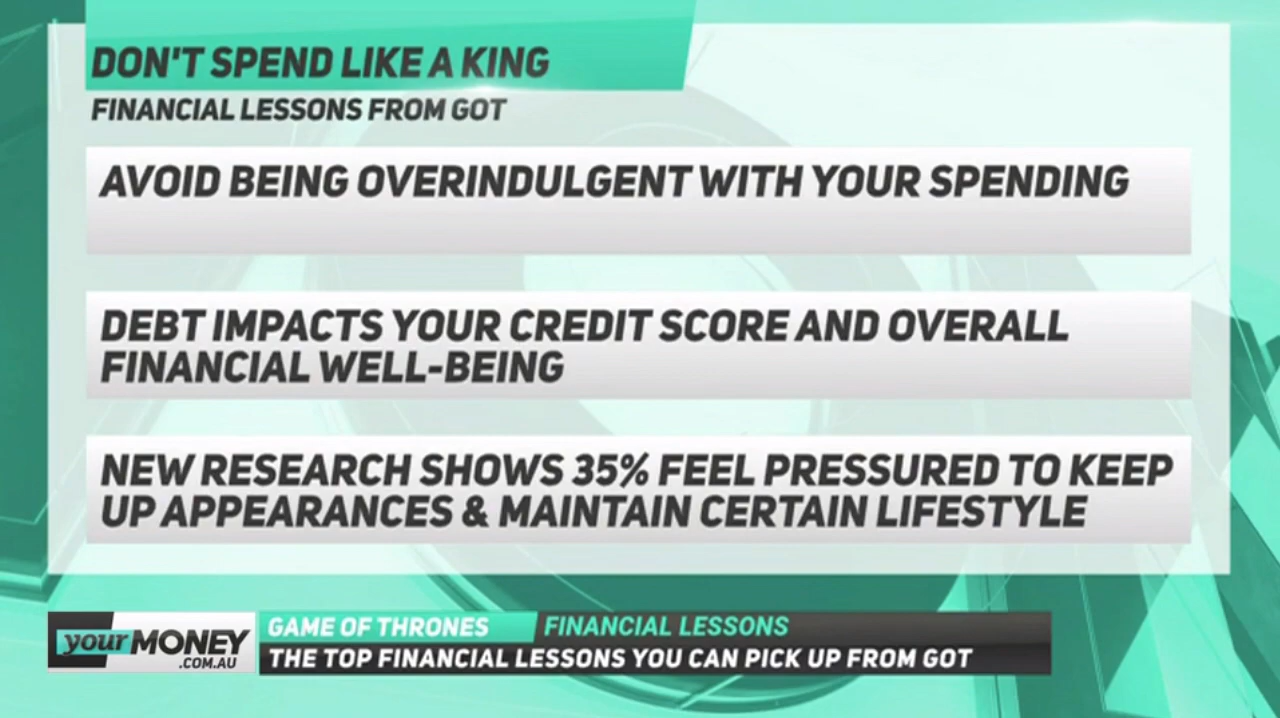 DON'T SPEND LIKE A KING
FINANCIAL LESSONS FROM GOT
AVOID BEING OVERINDULGENT WITH YOUR SPENDING
DEBT IMPACTS YOUR CREDIT SCORE AND OVERALL
FINANCIAL WELL-BEING
NEW RESEARCH SHOWS 35% FEEL PRESSURED TO KEEP
UP APPEARANCES & MAINTAIN CERTAIN LIFESTYLE
your MONEY
.COM.AU
GAME OF THRONES FINANCIAL LESSONS
THE TOP FINANCIAL LESSONS YOU CAN PICK UP FROM GOT